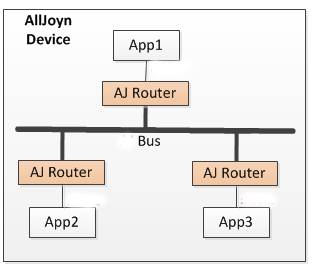 AllJoyn
Device
App1
AJ Router
Bus
AJ Router
AJ Router
App2
App3